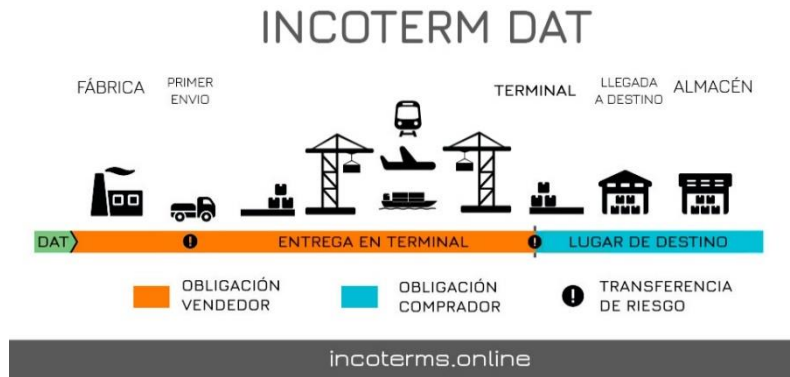 INCOTERM DAT
FÁBRICA
PRIMER
ENVIO
TERMINAL
LLEGADA
A DESTINO
ALMACÉN
DAT
!
ENTREGA EN TERMINAL
!
LUGAR DE DESTINO
OBLIGACIÓN
VENDEDOR
OBLIGACIÓN
COMPRADOR
!
TRANSFERENCIA
DE RIESGO
incoterms.online